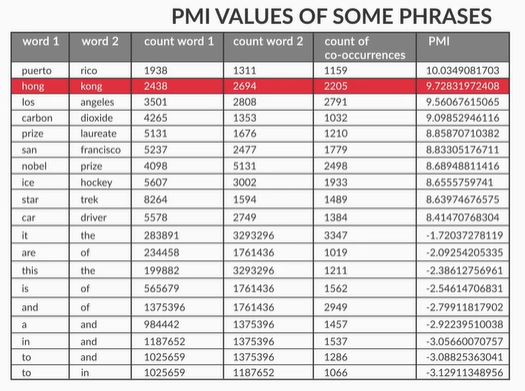 PMI VALUES OF SOME PHRASES
word 1 word 2 count word 1 count word 2 count of co-occurrences PMI
puerto rico 1938 1311 1159 10.0349081703
hong kong 2438 2694 2205 9.72831972408
los angeles 3501 2808 2791 9.56067615065
carbon dioxide 4265 1353 1032 9.09852946116
prize laureate 5131 1676 1210 8.85870710382
san francisco 5237 2477 1779 8.83305176711
nobel prize 4098 5131 2498 8.68948811416
ice hockey 5607 3002 1933 8.6555759741
star trek 8264 1594 1489 8.63974676575
car driver 5578 2749 1384 8.41470768304
it the 283891 3293296 3347 -1.72037278119
are of 234458 1761436 1019 -2.09254205335
this the 199882 3293296 1211 -2.38612756961
is of 565679 1761436 1562 -2.54614706831
and of 1375396 1761436 2949 -2.79911817902
a and 984442 1375396 1457 -2.92239510038
in and 1187652 1375396 1537 -3.05660070757
to and 1025659 1375396 1286 -3.08825363041
to in 1025659 1187652 1066 -3.12911348956